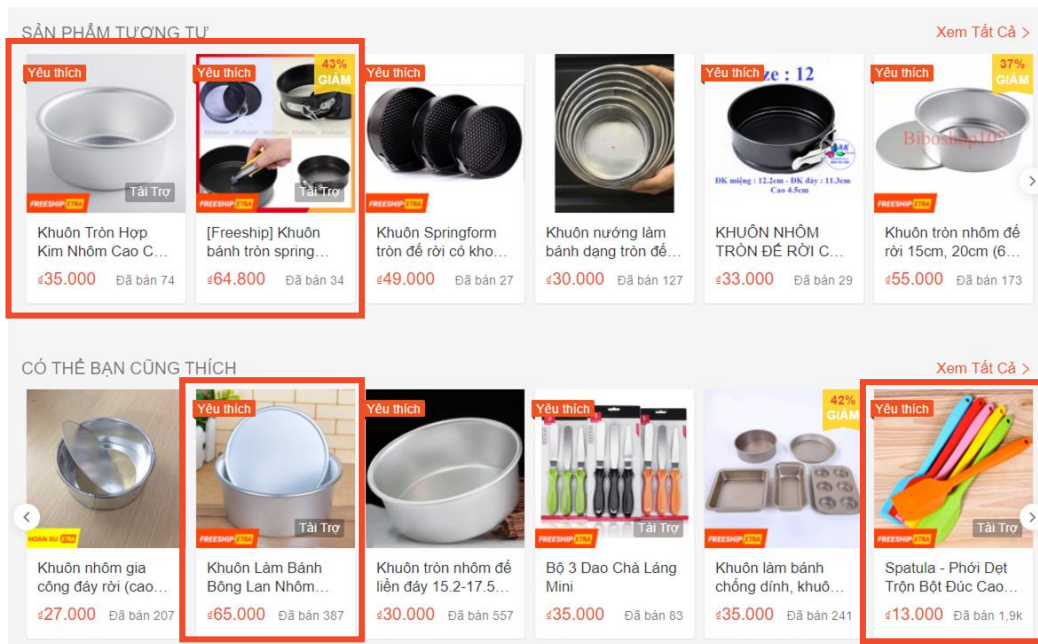 SẢN PHẨM TƯƠNG TỰ
Xem Tất Cả >
Yêu thích
Tài Trợ
FREESHIP XTRA
Khuôn Tròn Hợp
Kim Nhôm Cao C...
₫35.000 Đã bán 74
Yêu thích
43%
GIẢM
Tài Trợ
FREESHIP XTRA
[Freeship] Khuôn
bánh tròn spring...
₫64.800 Đã bán 34
Yêu thích
FREESHIP XTRA
Khuôn Springform
tròn đế rời có kho...
₫49.000 Đã bán 27
Khuôn nướng làm
bánh dạng tròn đế...
₫30.000 Đã bán 127
Yêu thích
ze : 12
AK
ĐK miệng : 12.2cm - ĐK đáy : 11.3cm
Cao 4.5cm
KHUÔN NHÔM
TRÒN ĐẾ RỜI C...
₫33.000 Đã bán 29
Yêu thích
37%
GIẢM
Biboshop107
FREESHIP XTRA
Khuôn tròn nhôm đế
rời 15cm, 20cm (6...
₫55.000 Đã bán 173
CÓ THỂ BẠN CŨNG THÍCH
Xem Tất Cả >
HOÀN XU XTRA
Khuôn nhôm gia
công đáy rời (cao...
₫27.000 Đã bán 207
Yêu thích
Tài Trợ
FREESHIP XTRA
Khuôn Làm Bánh
Bông Lan Nhôm...
₫65.000 Đã bán 387
Yêu thích
Khuôn tròn nhôm đế
liền đáy 15.2-17.5...
₫30.000 Đã bán 557
Yêu thích
Tài Trợ
FREESHIP XTRA
Bộ 3 Dao Chà Láng
Mini
₫35.000 Đã bán 83
42%
GIẢM
FREESHIP XTRA
Khuôn làm bánh
chống dính, khuô...
₫35.000 Đã bán 241
Yêu thích
Tài Trợ
FREESHIP XTRA
Spatula - Phới Dẹt
Trộn Bột Đúc Cao...
₫13.000 Đã bán 1,9k